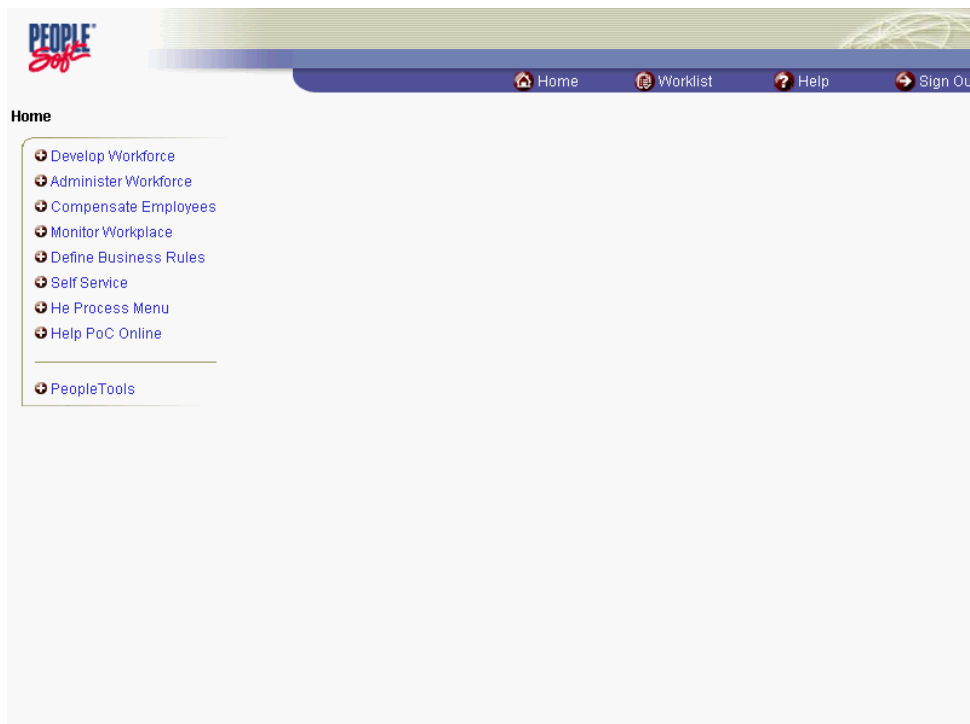 PEOPLE
Soft
Home Worklist Help Sign Ou
Home
Develop Workforce
Administer Workforce
Compensate Employees
Monitor Workplace
Define Business Rules
Self Service
He Process Menu
Help PoC Online
PeopleTools